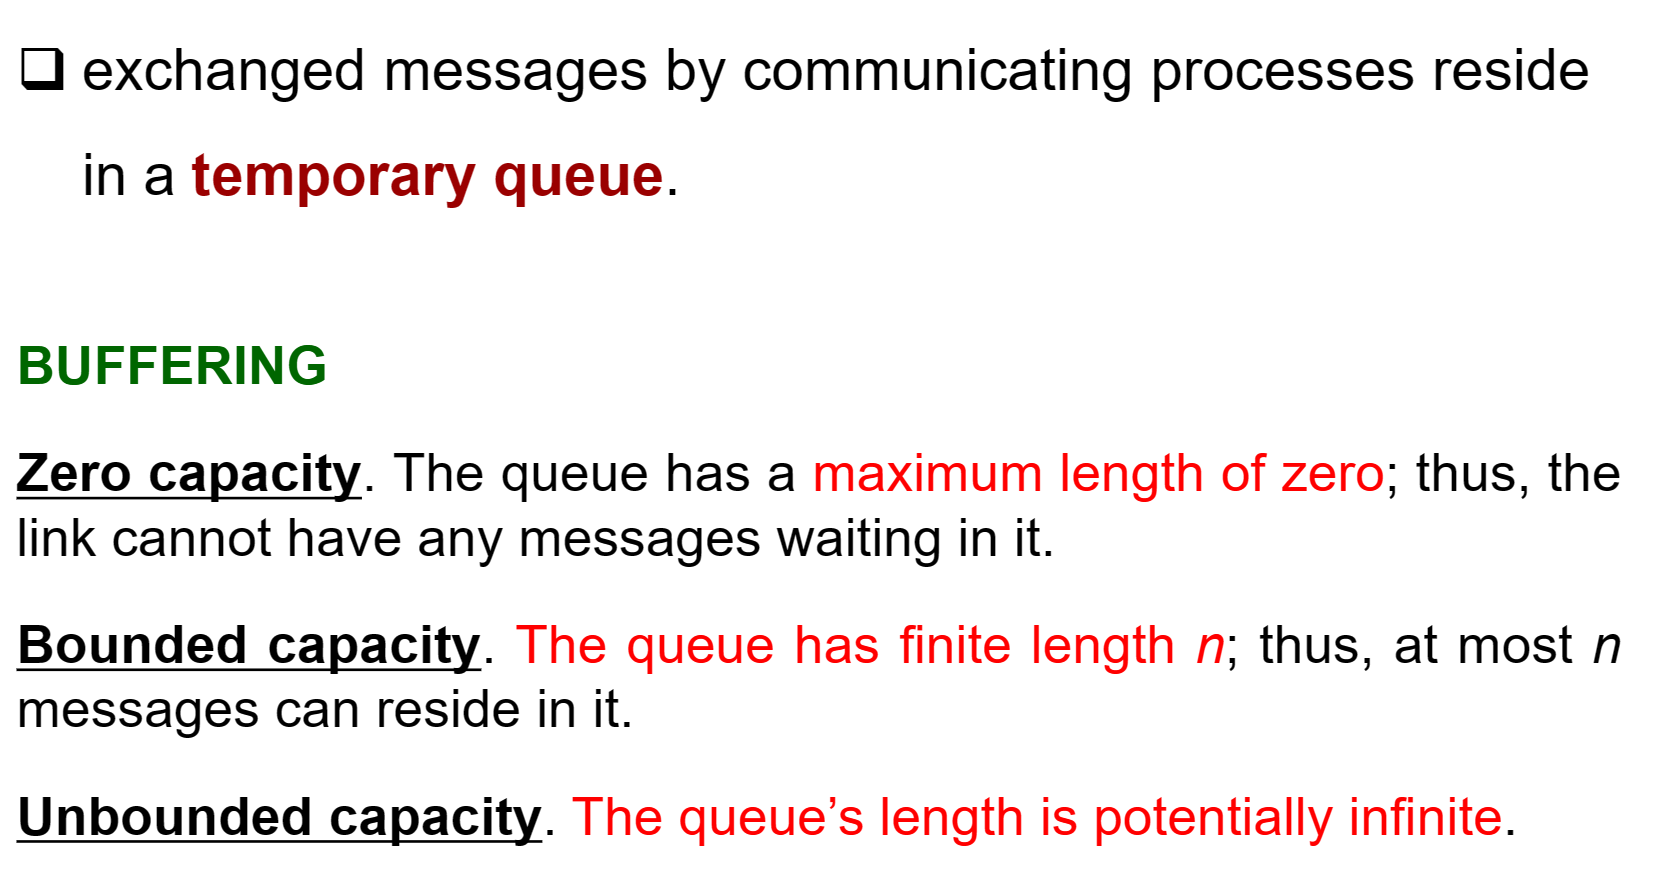 ❑ exchanged messages by communicating processes reside
in a temporary queue.
BUFFERING
Zero capacity. The queue has a maximum length of zero; thus, the
link cannot have any messages waiting in it.
Bounded capacity. The queue has finite length n; thus, at most n
messages can reside in it.
Unbounded capacity. The queue’s length is potentially infinite.